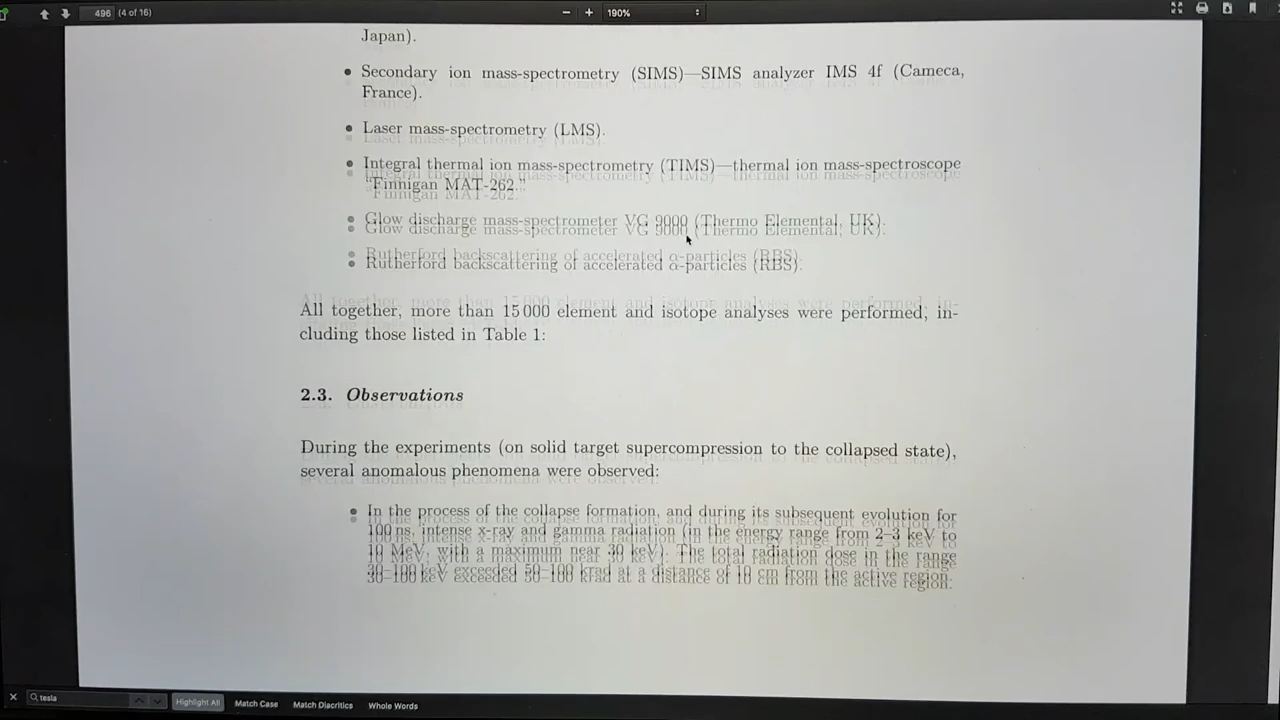 496 (4 of 16)
190%
Japan).
• Secondary ion mass-spectrometry (SIMS)—SIMS analyzer IMS 4f (Cameca,
France).
• Laser mass-spectrometry (LMS).
• Integral thermal ion mass-spectrometry (TIMS)—thermal ion mass-spectroscope
"Finnigan MAT-262."
• Glow discharge mass-spectrometer VG 9000 (Thermo Elemental, UK).
• Rutherford backscattering of accelerated α-particles (RBS).
All together, more than 15 000 element and isotope analyses were performed, in-
cluding those listed in Table 1:
2.3. Observations
During the experiments (on solid target supercompression to the collapsed state),
several anomalous phenomena were observed:
• In the process of the collapse formation, and during its subsequent evolution for
100 ns, intense x-ray and gamma radiation (in the energy range from 2–3 keV to
10 MeV, with a maximum near 30 keV). The total radiation dose in the range
30–100 keV exceeded 50–100 krad at a distance of 10 cm from the active region.
tesla
Highlight All Match Case Match Diacritics Whole Words